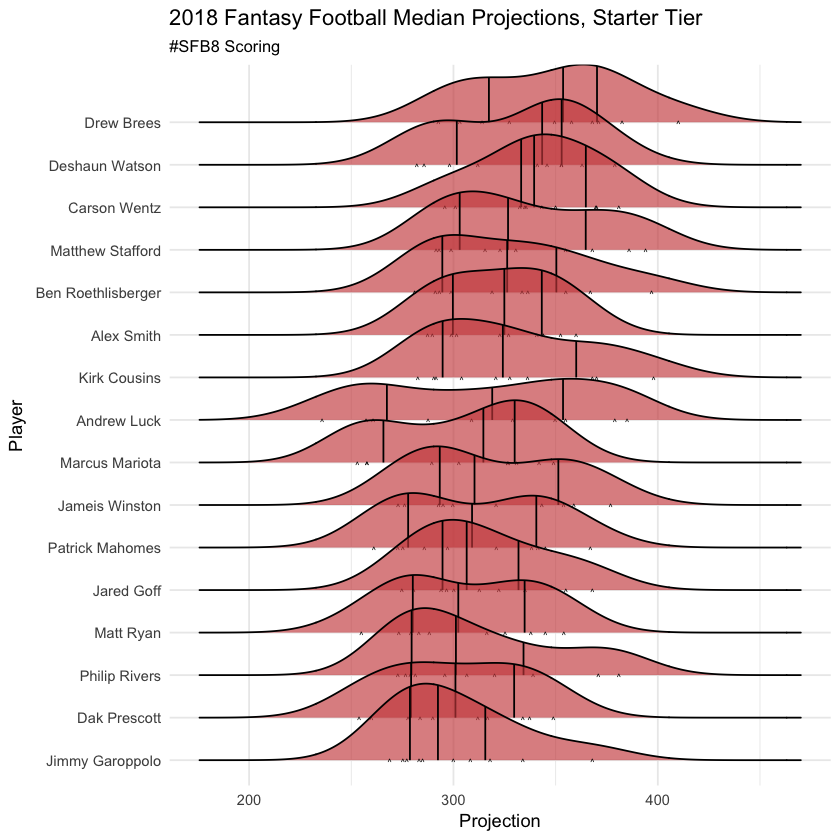 2018 Fantasy Football Median Projections, Starter Tier
#SFB8 Scoring
Player
Drew Brees
Deshaun Watson
Carson Wentz
Matthew Stafford
Ben Roethlisberger
Alex Smith
Kirk Cousins
Andrew Luck
Marcus Mariota
Jameis Winston
Patrick Mahomes
Jared Goff
Matt Ryan
Philip Rivers
Dak Prescott
Jimmy Garoppolo
200 300 400
Projection